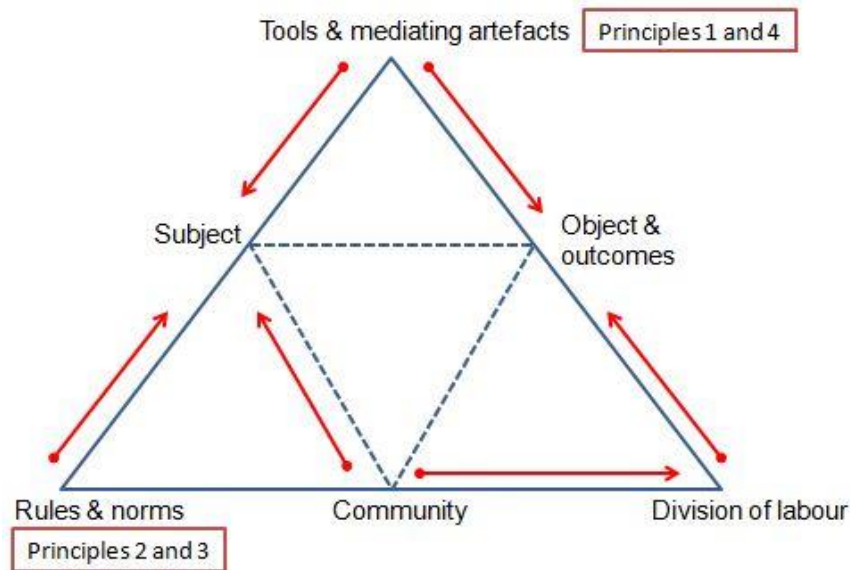 Tools & mediating artefacts
Principles 1 and 4
Subject
Object &
outcomes
Rules & norms
Community
Division of labour
Principles 2 and 3